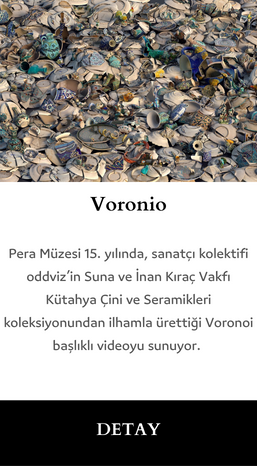 Voronio
Pera Müzesi 15. yılında, sanatçı kolektifi
oddviz’in Suna ve İnan Kıraç Vakfı
Kütahya Çini ve Seramikleri
koleksiyonundan ilhamla ürettiği Voronoi
başlıklı videoyu sunuyor.
DETAY